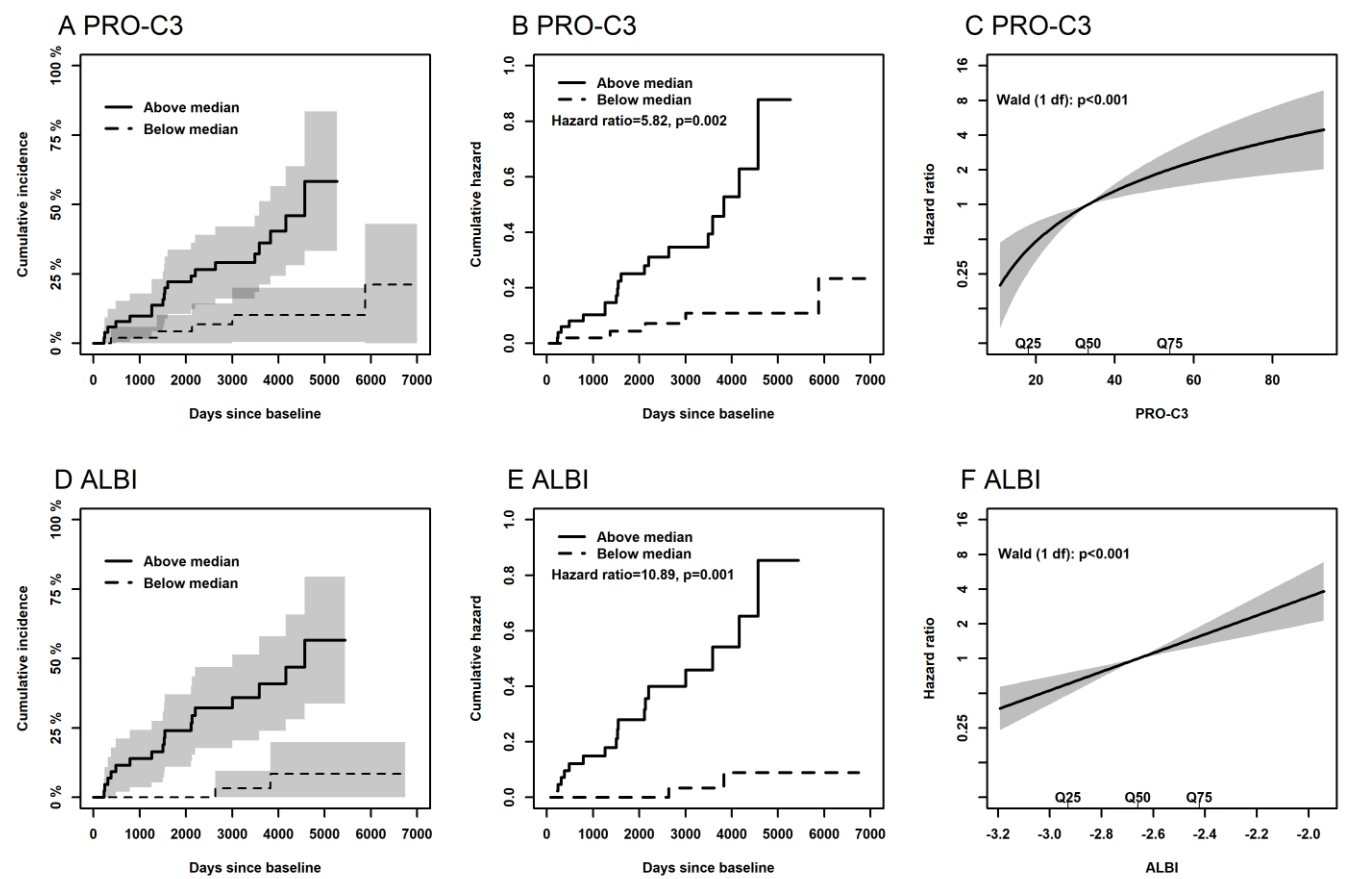 A PRO-C3
Cumulative incidence
0 %
25 %
50 %
75 %
100 %
Above median
Below median
0 1000 2000 3000 4000 5000 6000 7000
Days since baseline
B PRO-C3
Cumulative hazard
0.0
0.2
0.4
0.6
0.8
1.0
Above median
Below median
Hazard ratio=5.82, p=0.002
0 1000 2000 3000 4000 5000 6000 7000
Days since baseline
C PRO-C3
Hazard ratio
0.25
1
2
4
8
16
Wald (1 df): p<0.001
Q25 Q50 Q75
20 40 60 80
PRO-C3
D ALBI
Cumulative incidence
0 %
25 %
50 %
75 %
100 %
Above median
Below median
0 1000 2000 3000 4000 5000 6000 7000
Days since baseline
E ALBI
Cumulative hazard
0.0
0.2
0.4
0.6
0.8
1.0
Above median
Below median
Hazard ratio=10.89, p=0.001
0 1000 2000 3000 4000 5000 6000 7000
Days since baseline
F ALBI
Hazard ratio
0.25
1
2
4
8
16
Wald (1 df): p<0.001
Q25 Q50 Q75
-3.2 -3.0 -2.8 -2.6 -2.4 -2.2 -2.0
ALBI